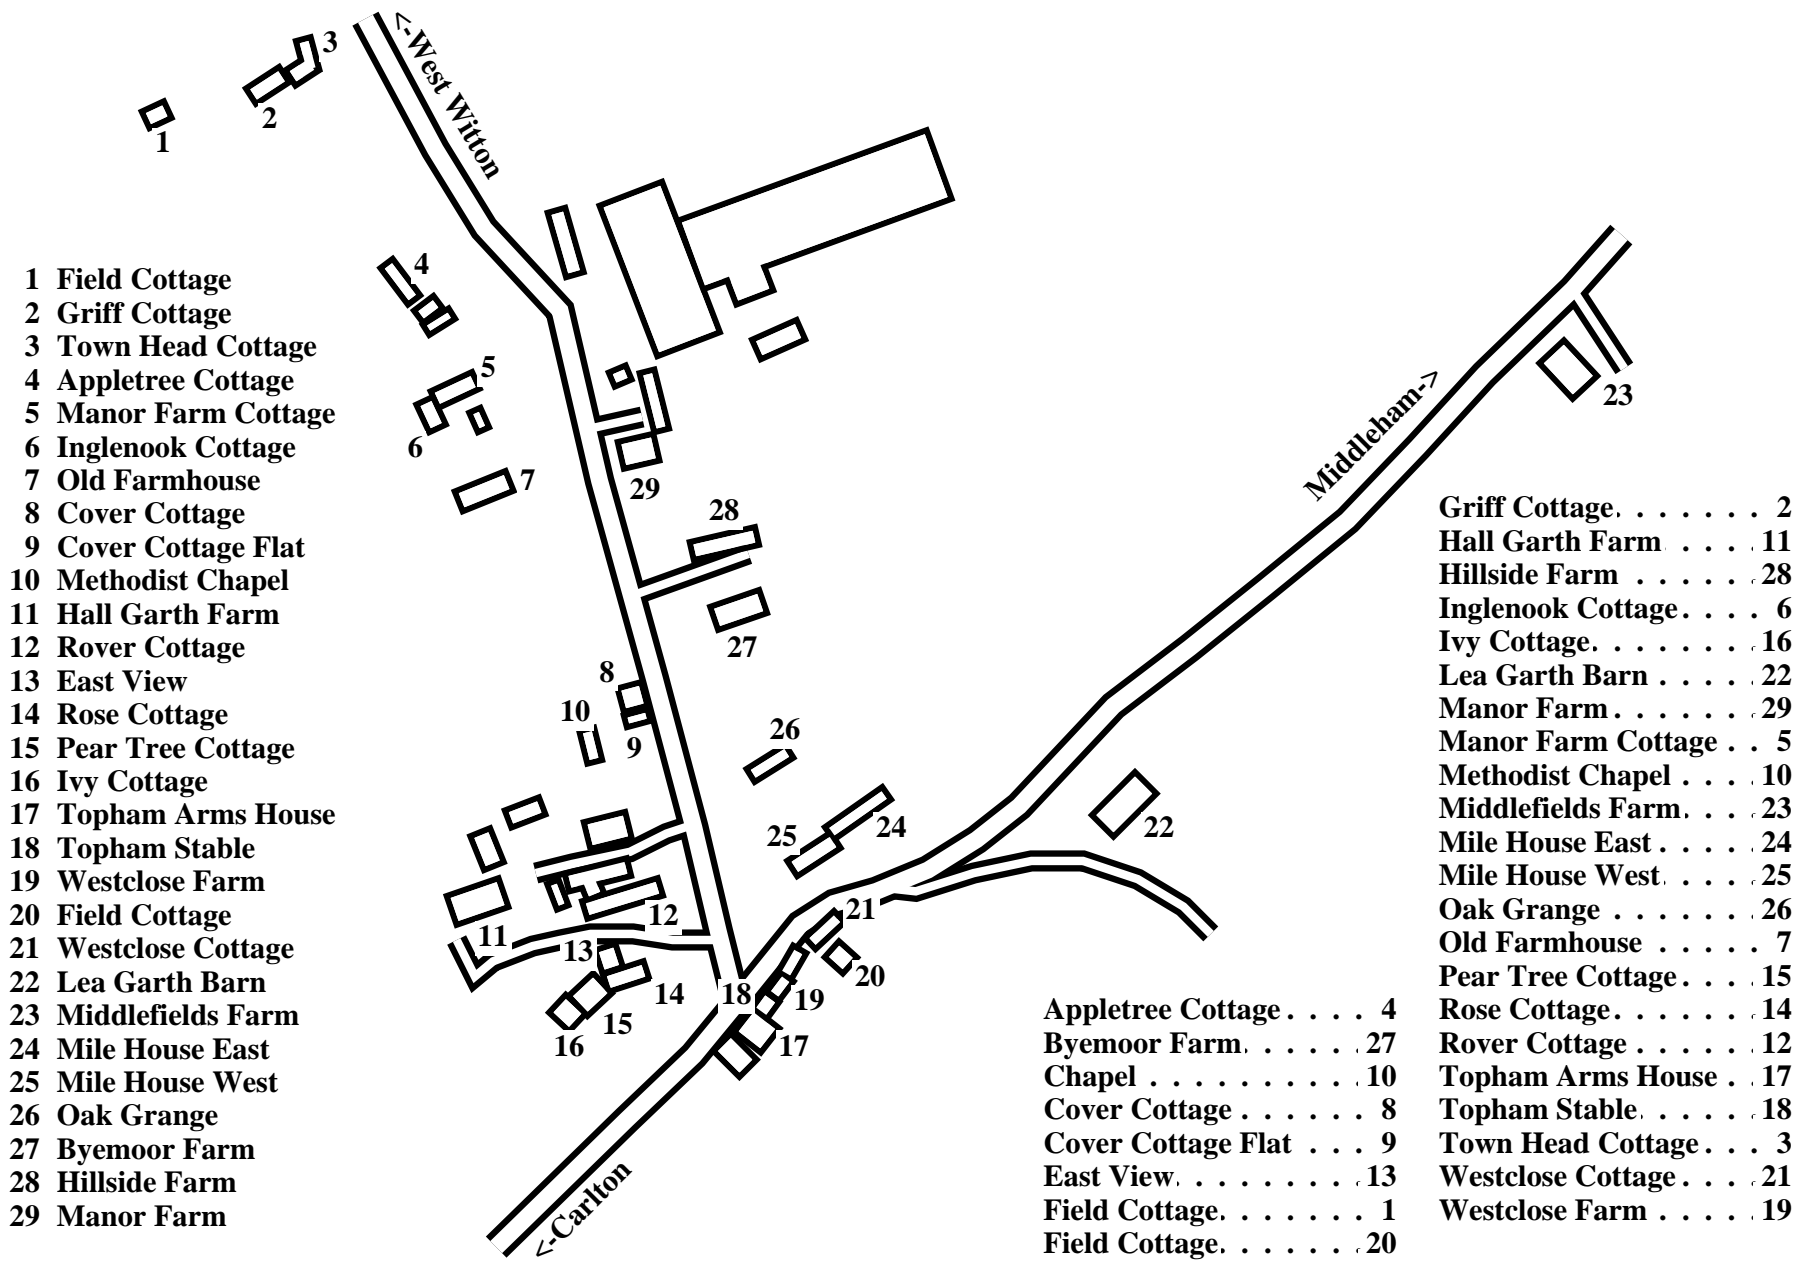 <-West Witton
3
2
1
4
5
6
7
29
28
27
8
10
9
26
25
24
22
12
11
13
21
20
14
18
19
15
16
17
23
Middleham->
<-Carlton
1 Field Cottage
2 Griff Cottage
3 Town Head Cottage
4 Appletree Cottage
5 Manor Farm Cottage
6 Inglenook Cottage
7 Old Farmhouse
8 Cover Cottage
9 Cover Cottage Flat
10 Methodist Chapel
11 Hall Garth Farm
12 Rover Cottage
13 East View
14 Rose Cottage
15 Pear Tree Cottage
16 Ivy Cottage
17 Topham Arms House
18 Topham Stable
19 Westclose Farm
20 Field Cottage
21 Westclose Cottage
22 Lea Garth Barn
23 Middlefields Farm
24 Mile House East
25 Mile House West
26 Oak Grange
27 Byemoor Farm
28 Hillside Farm
29 Manor Farm
Appletree Cottage . . . . 4
Byemoor Farm. . . . . . 27
Chapel . . . . . . . . . . 10
Cover Cottage . . . . . . 8
Cover Cottage Flat . . . 9
East View. . . . . . . . . 13
Field Cottage. . . . . . . 1
Field Cottage. . . . . . . 20
Griff Cottage. . . . . . . 2
Hall Garth Farm . . . . 11
Hillside Farm . . . . . . 28
Inglenook Cottage . . . . 6
Ivy Cottage. . . . . . . . 16
Lea Garth Barn . . . . . 22
Manor Farm . . . . . . . 29
Manor Farm Cottage . . 5
Methodist Chapel . . . . 10
Middlefields Farm. . . . 23
Mile House East . . . . . 24
Mile House West. . . . . 25
Oak Grange . . . . . . . 26
Old Farmhouse . . . . . 7
Pear Tree Cottage . . . . 15
Rose Cottage . . . . . . . 14
Rover Cottage . . . . . . 12
Topham Arms House . . 17
Topham Stable. . . . . . 18
Town Head Cottage . . . 3
Westclose Cottage . . . . 21
Westclose Farm . . . . . 19